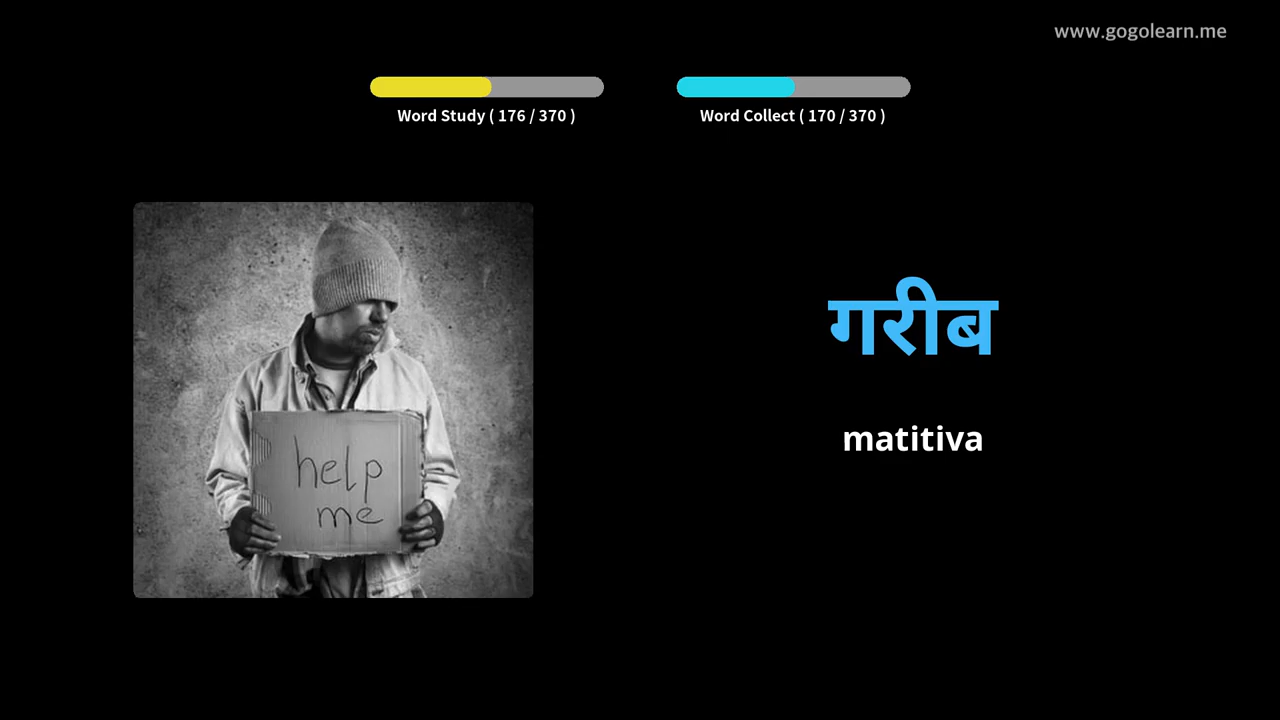 www.gogolearn.me
Word Study ( 176 / 370 )
Word Collect ( 170 / 370 )
help
me
गरीब
matitiva